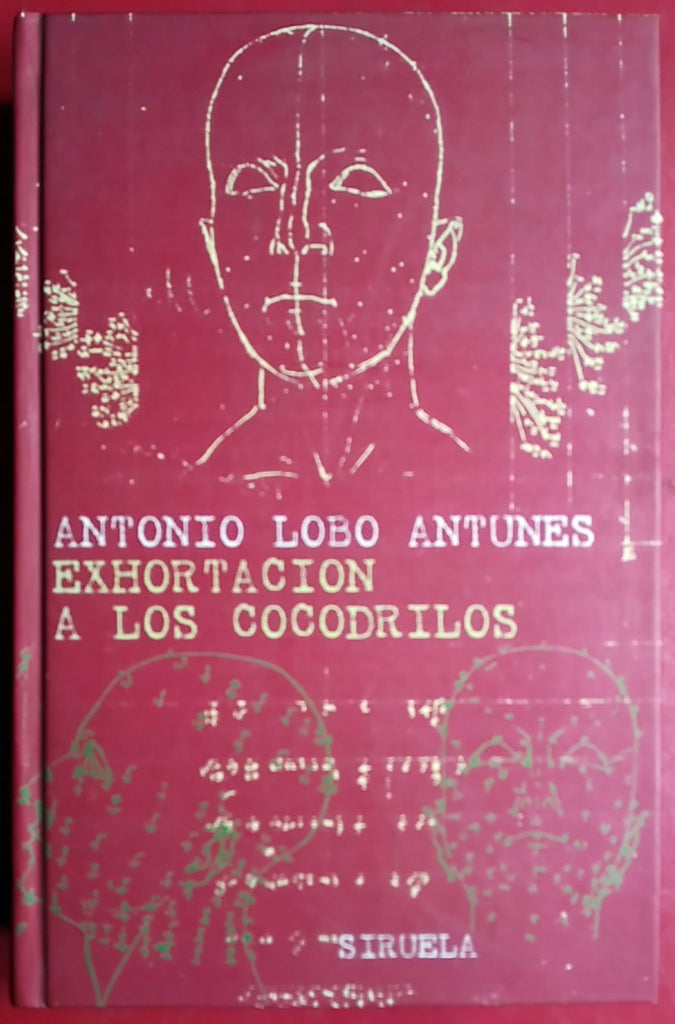 ANTONIO LOBO ANTUNES
EXHORTACION
A LOS COCODRILOS
SIRUELA